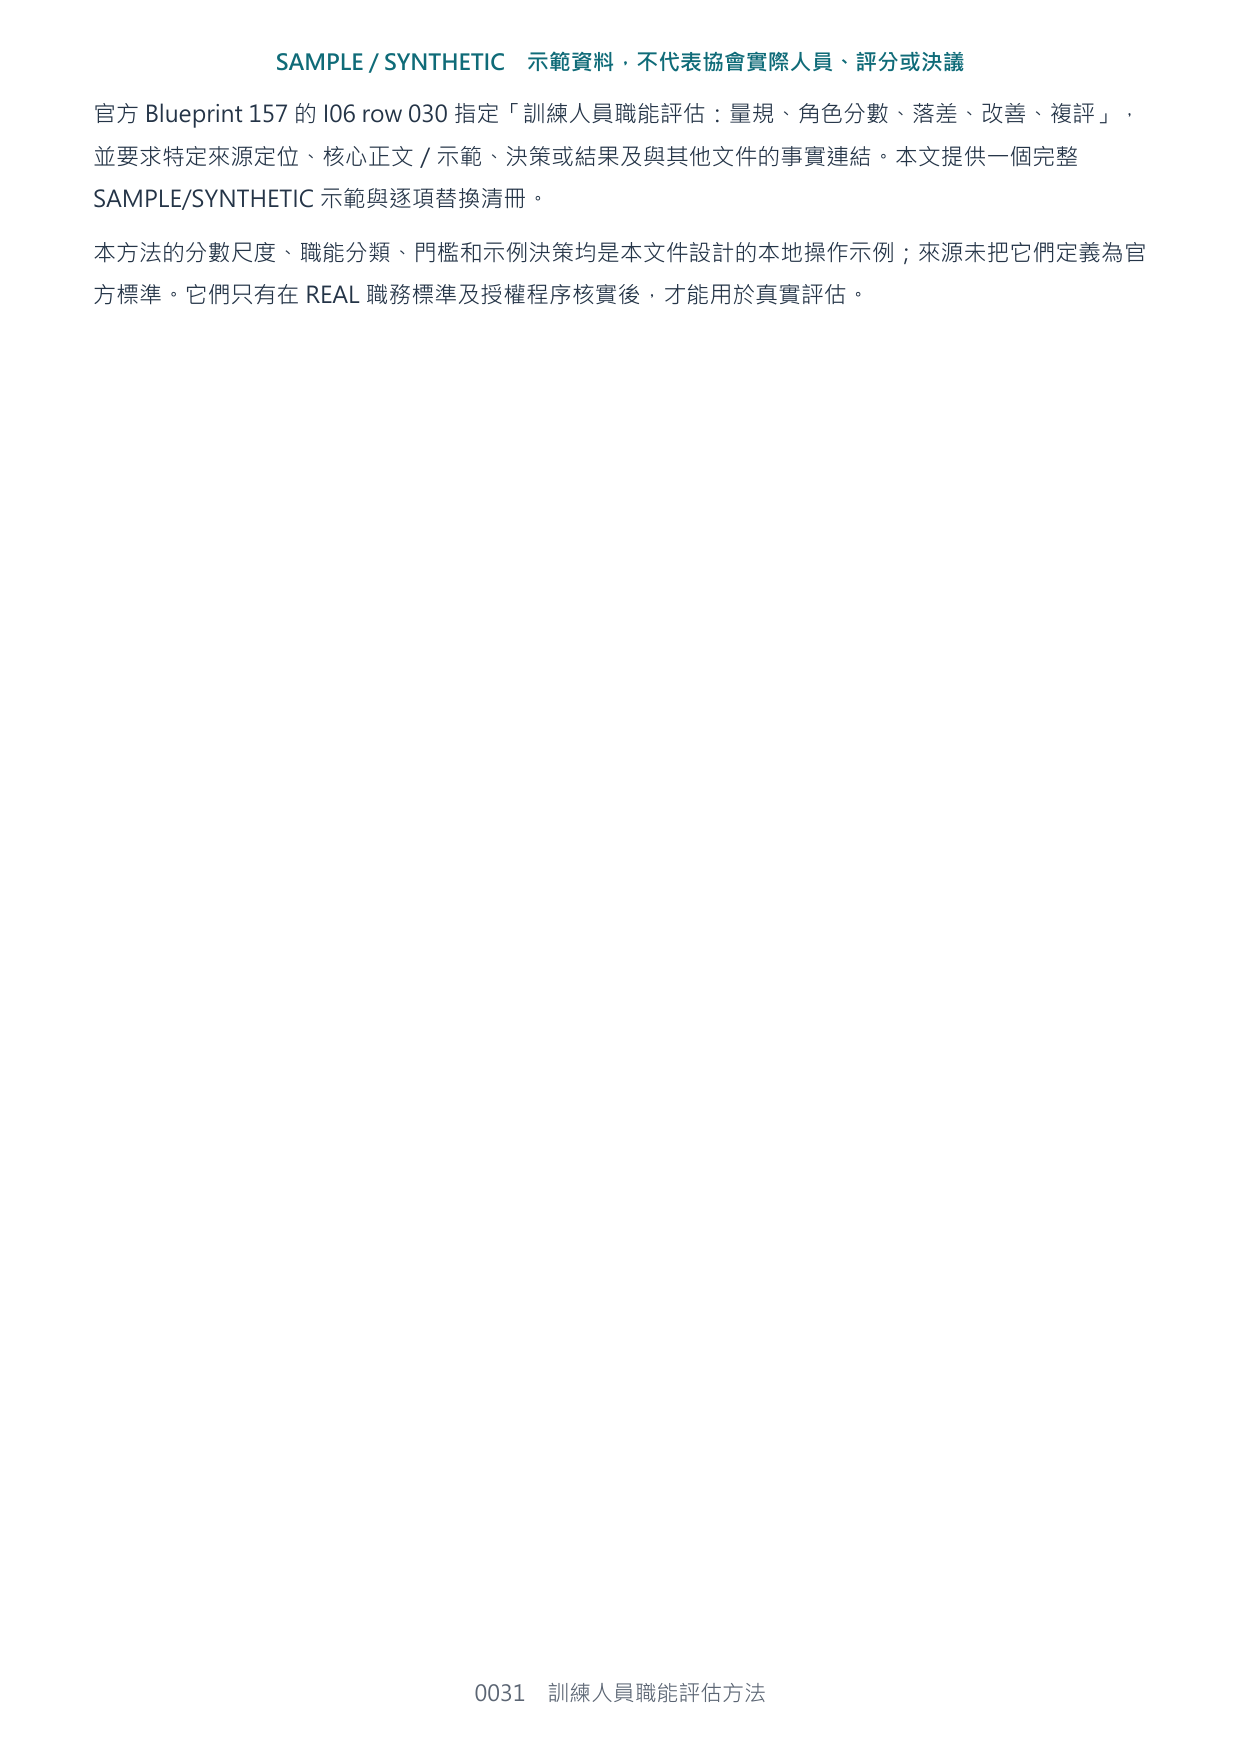 SAMPLE / SYNTHETIC　示範資料，不代表協會實際人員、評分或決議
官方 Blueprint 157 的 I06 row 030 指定「訓練人員職能評估：量規、角色分數、落差、改善、複評」，
並要求特定來源定位、核心正文 / 示範、決策或結果及與其他文件的事實連結。本文提供一個完整
SAMPLE/SYNTHETIC 示範與逐項替換清冊。
本方法的分數尺度、職能分類、門檻和示例決策均是本文件設計的本地操作示例；來源未把它們定義為官
方標準。它們只有在 REAL 職務標準及授權程序核實後，才能用於真實評估。
0031　訓練人員職能評估方法